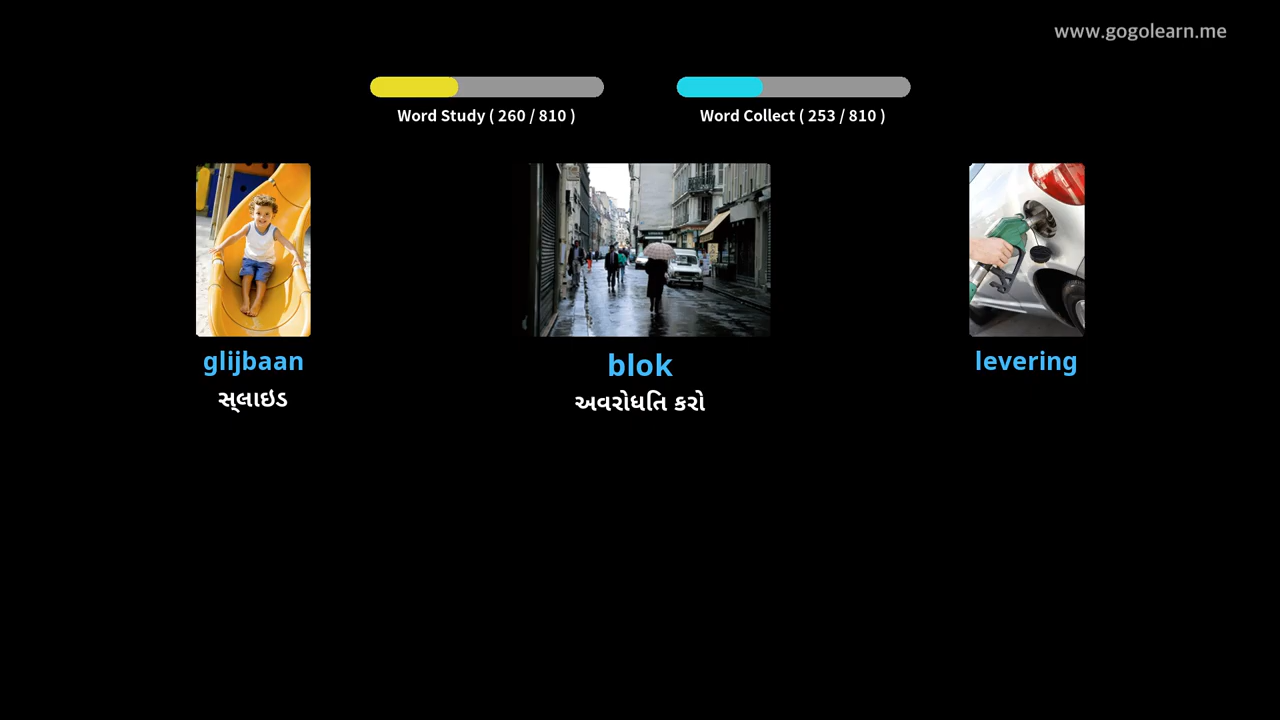 www.gogolearn.me
Word Study ( 260 / 810 )
Word Collect ( 253 / 810 )
glijbaan
સ્લાઇડ
blok
અવરોધતિ કરો
levering